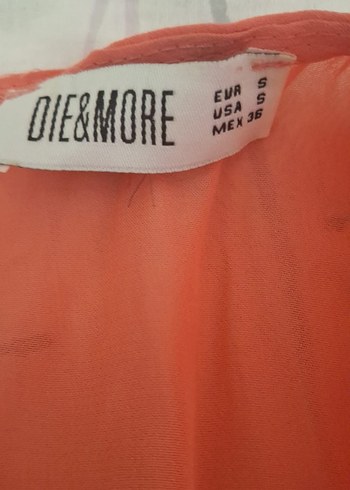 DIE&MORE
EUR S
USA S
MEX 36